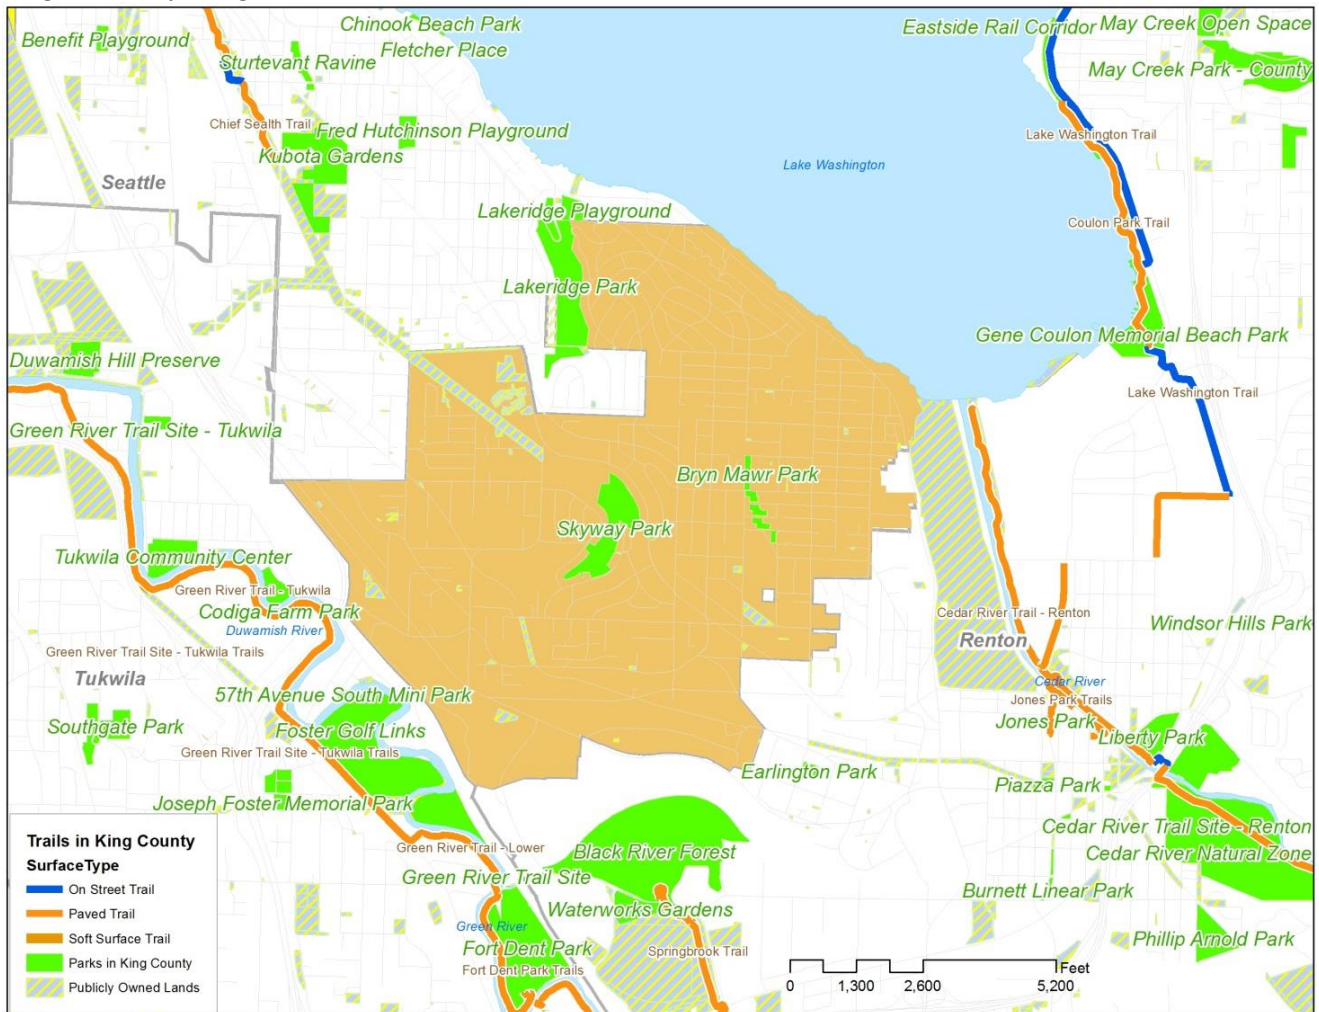 Chinook Beach Park
Eastside Rail Corridor
May Creek Open Space
Benefit Playground
Fletcher Place
Sturtevant Ravine
May Creek Park - County
Chief Sealth Trail
Fred Hutchinson Playground
Lake Washington Trail
Kubota Gardens
Lake Washington
Seattle
Lakeridge Playground
Coulon Park Trail
Lakeridge Park
Gene Coulon Memorial Beach Park
Duwamish Hill Preserve
Lake Washington Trail
Green River Trail Site - Tukwila
Bryn Mawr Park
Skyway Park
Tukwila Community Center
Green River Trail - Tukwila
Codiga Farm Park
Cedar River Trail - Renton
Duwamish River
Windsor Hills Park
Renton
Green River Trail Site - Tukwila Trails
Tukwila
Cedar River
57th Avenue South Mini Park
Jones Park Trails
Southgate Park
Foster Golf Links
Jones Park
Liberty Park
Green River Trail Site - Tukwila Trails
Earlington Park
Piazza Park
Joseph Foster Memorial Park
Cedar River Trail Site - Renton
Green River Trail - Lower
Black River Forest
Cedar River Natural Zone
Green River Trail Site
Burnett Linear Park
Waterworks Gardens
Green River
Fort Dent Park
Springbrook Trail
Phillip Arnold Park
Fort Dent Park Trails
Trails in King County
SurfaceType
On Street Trail
Paved Trail
Soft Surface Trail
Parks in King County
Publicly Owned Lands
Feet
0 1,300 2,600 5,200